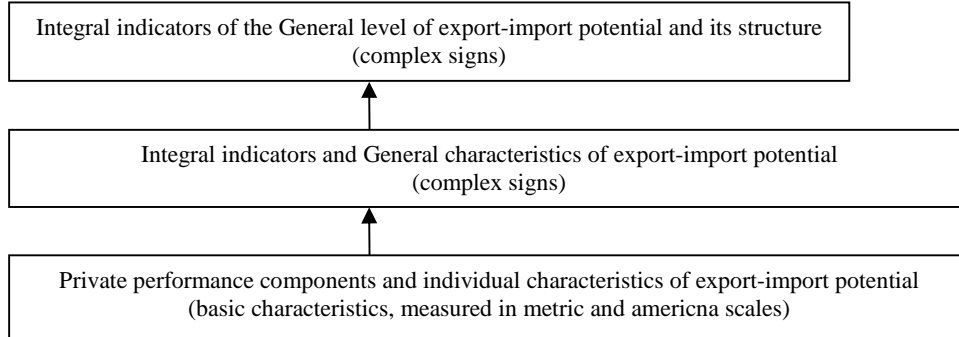 Integral indicators of the General level of export-import potential and its structure
(complex signs)
Integral indicators and General characteristics of export-import potential
(complex signs)
Private performance components and individual characteristics of export-import potential
(basic characteristics, measured in metric and americna scales)